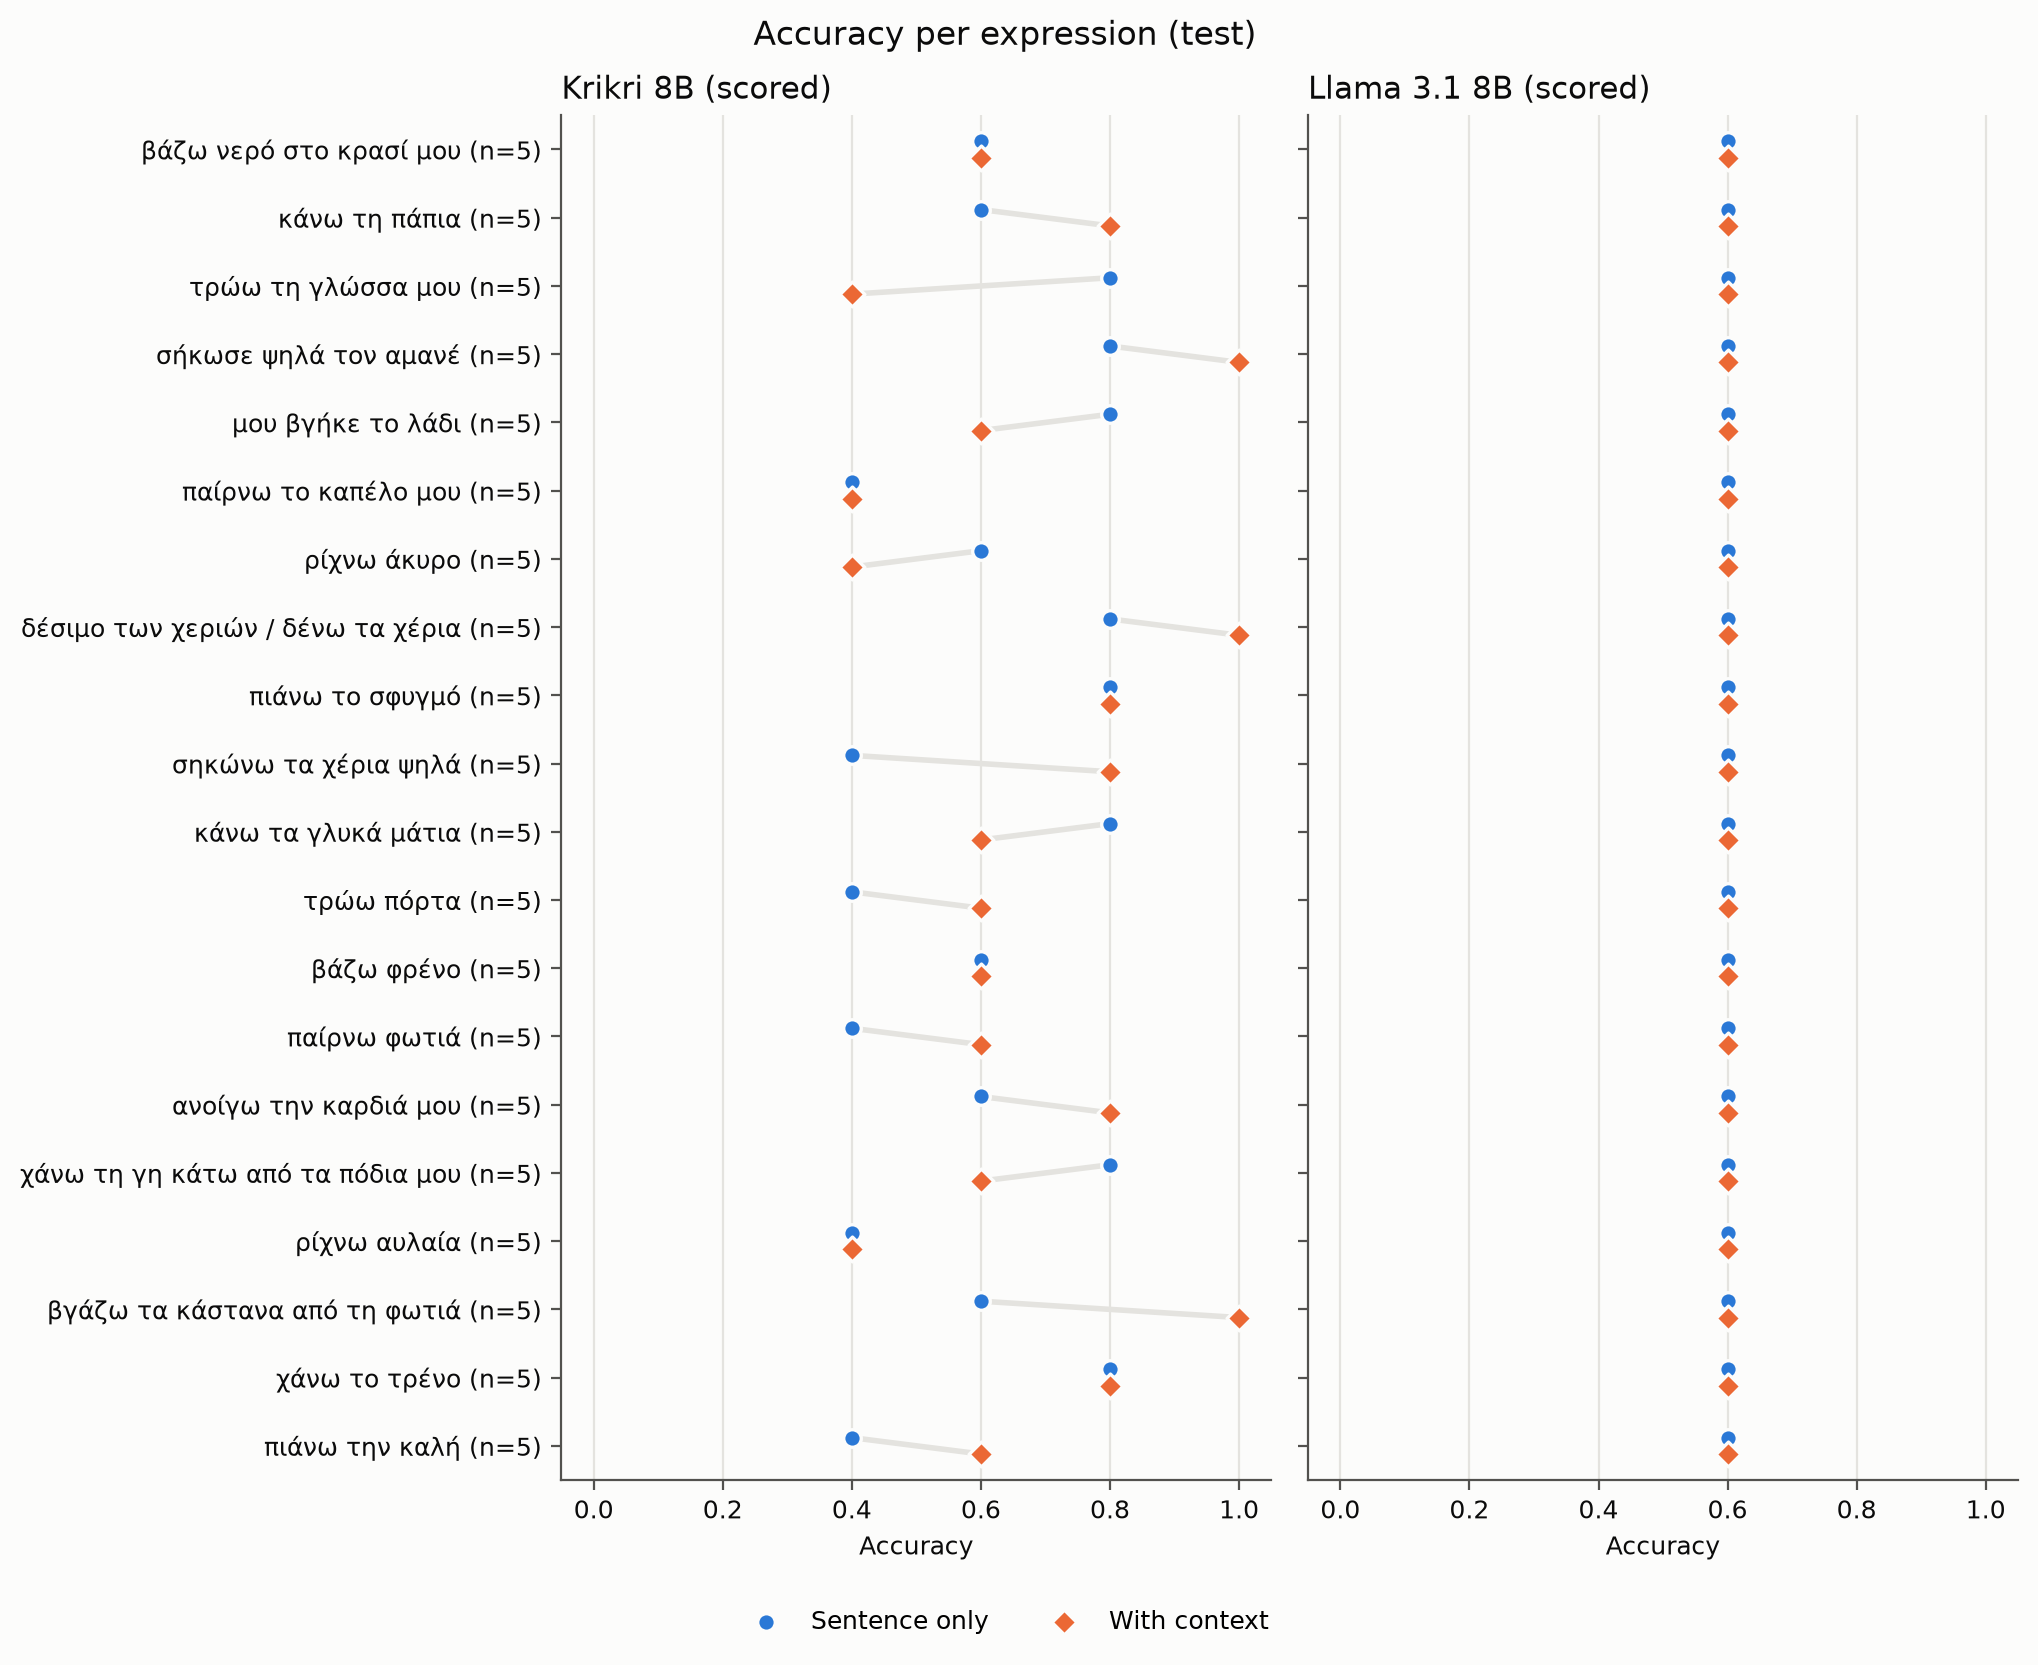 Accuracy per expression (test)
Krikri 8B (scored)
Llama 3.1 8B (scored)
βάζω νερό στο κρασί μου (n=5)
κάνω τη πάπια (n=5)
τρώω τη γλώσσα μου (n=5)
σήκωσε ψηλά τον αμανέ (n=5)
μου βγήκε το λάδι (n=5)
παίρνω το καπέλο μου (n=5)
ρίχνω άκυρο (n=5)
δέσιμο των χεριών / δένω τα χέρια (n=5)
πιάνω το σφυγμό (n=5)
σηκώνω τα χέρια ψηλά (n=5)
κάνω τα γλυκά μάτια (n=5)
τρώω πόρτα (n=5)
βάζω φρένο (n=5)
παίρνω φωτιά (n=5)
ανοίγω την καρδιά μου (n=5)
χάνω τη γη κάτω από τα πόδια μου (n=5)
ρίχνω αυλαία (n=5)
βγάζω τα κάστανα από τη φωτιά (n=5)
χάνω το τρένο (n=5)
πιάνω την καλή (n=5)
0.0 0.2 0.4 0.6 0.8 1.0
Accuracy
0.0 0.2 0.4 0.6 0.8 1.0
Accuracy
Sentence only
With context